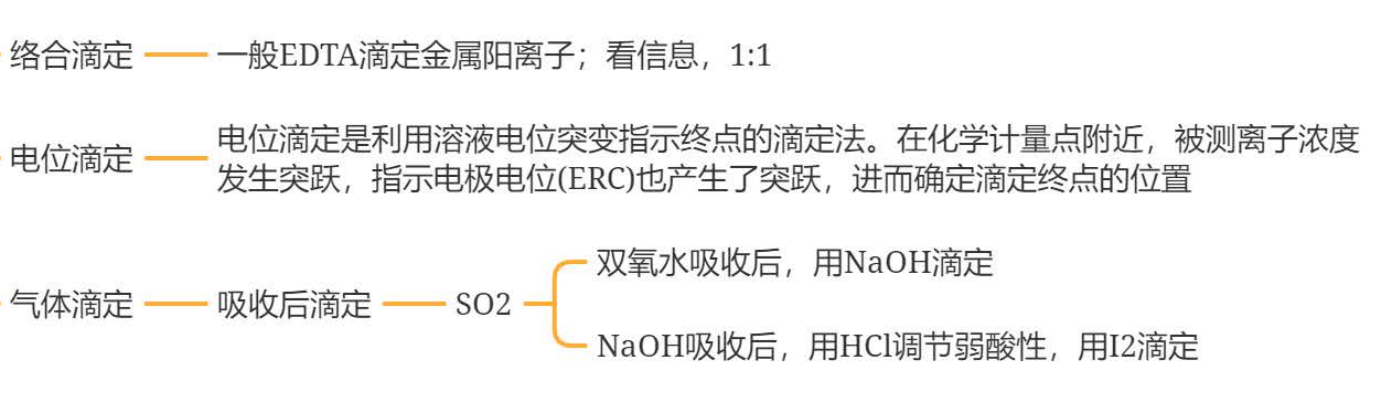 络合滴定
一般EDTA滴定金属阳离子；看信息，1:1
电位滴定
电位滴定是利用溶液电位突变指示终点的滴定法。在化学计量点附近，被测离子浓度
发生突跃，指示电极电位(ERC)也产生了突跃，进而确定滴定终点的位置
气体滴定
吸收后滴定
SO2
双氧水吸收后，用NaOH滴定
NaOH吸收后，用HCl调节弱酸性，用I2滴定